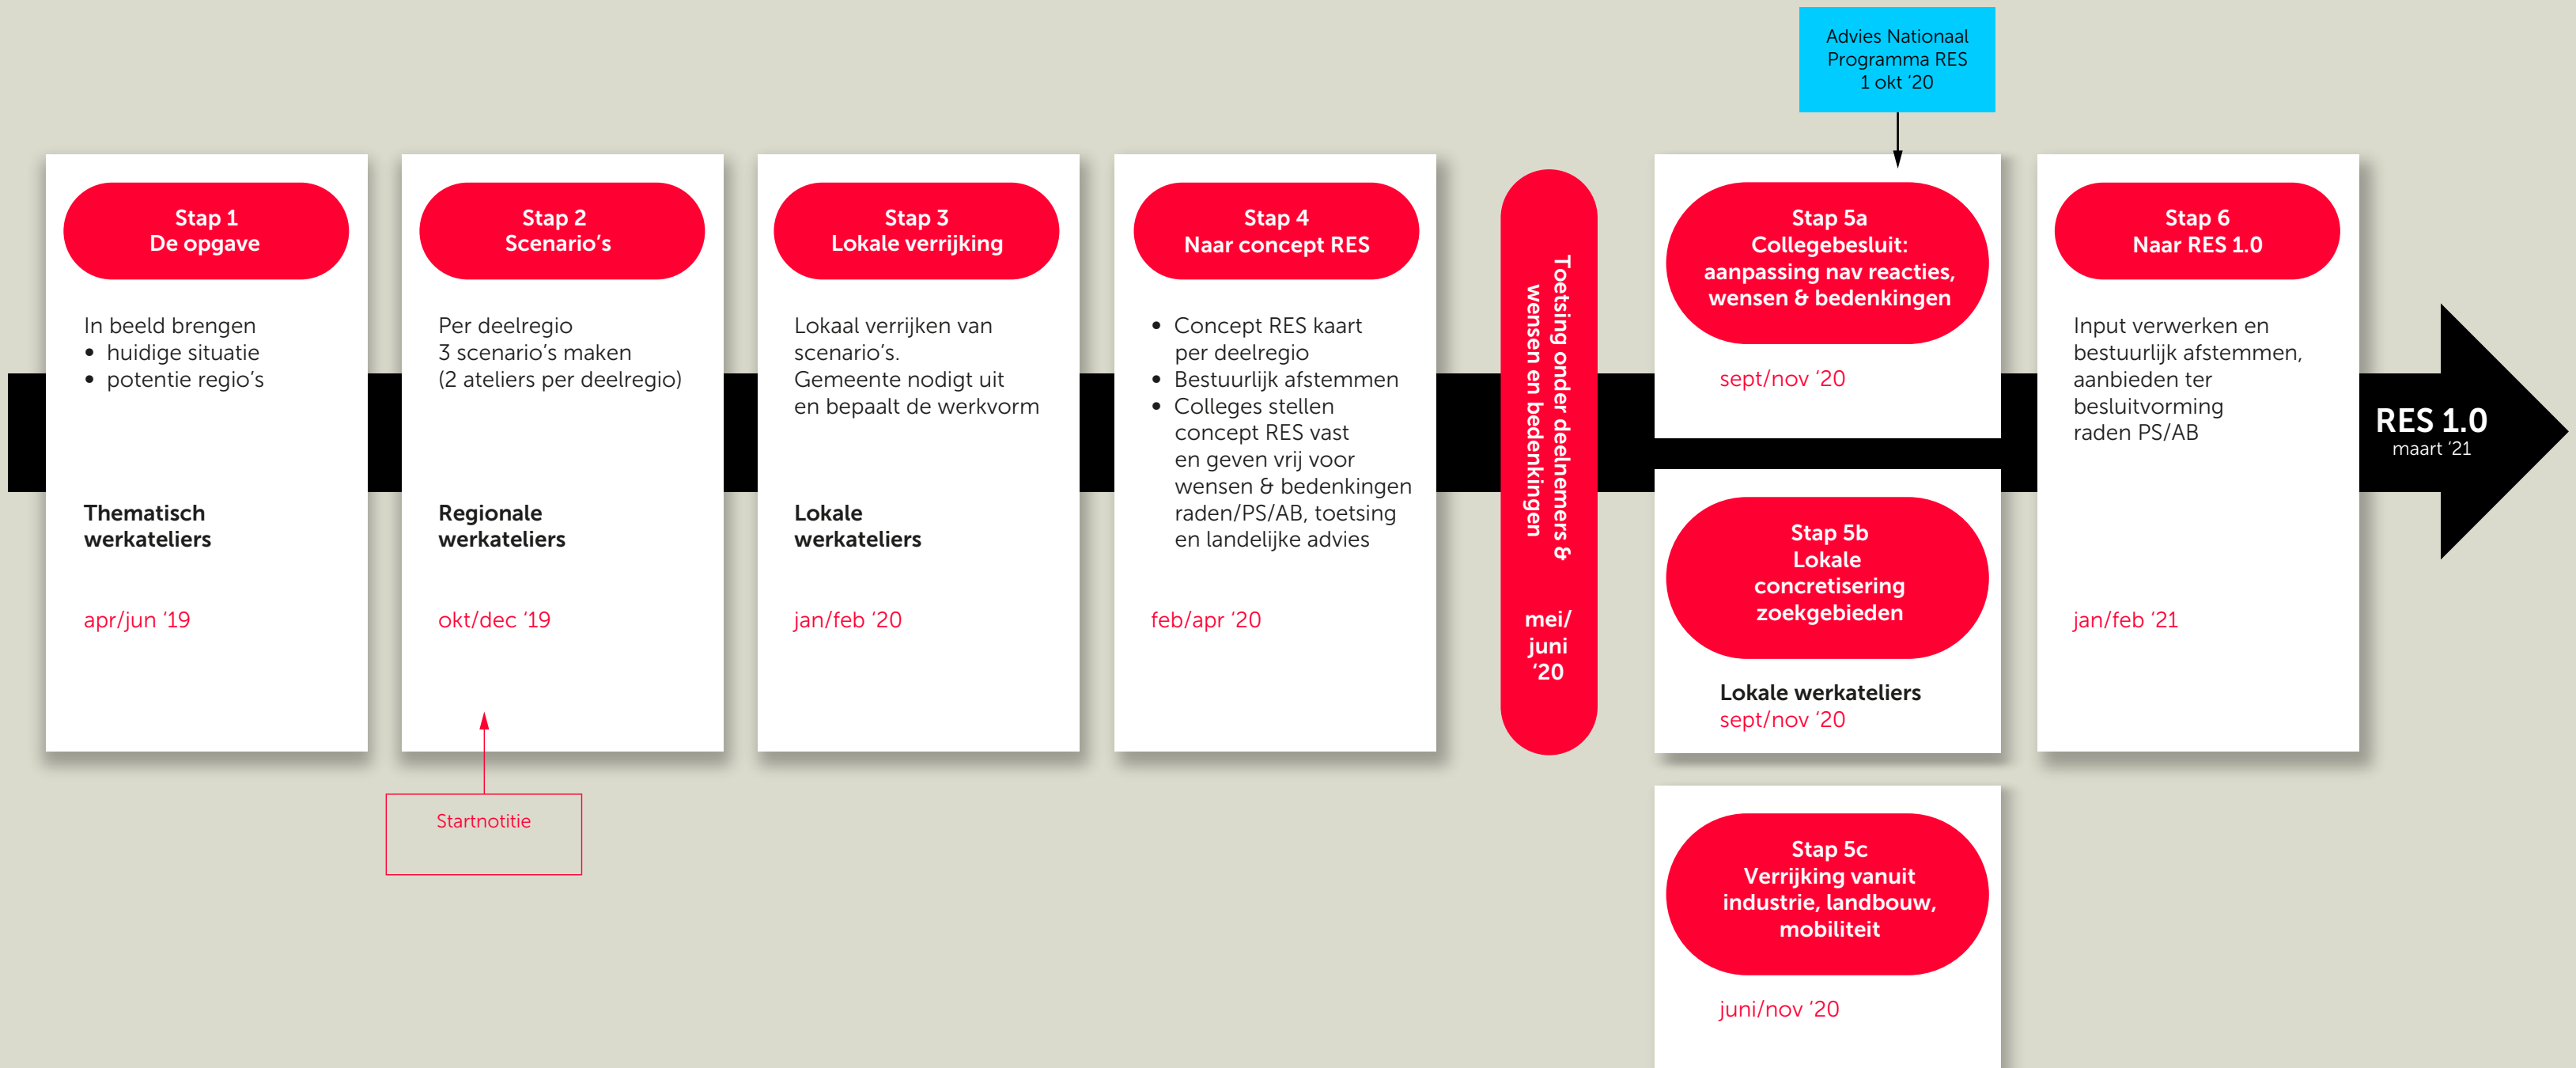 Advies Nationaal
Programma RES
1 okt ‘20
Stap 1
De opgave
In beeld brengen
• huidige situatie
• potentie regio’s
Thematisch
werkateliers
apr/jun ‘19
Stap 2
Scenario’s
Per deelregio
3 scenario’s maken
(2 ateliers per deelregio)
Regionale
werkateliers
okt/dec ‘19
Startnotitie
Stap 3
Lokale verrijking
Lokaal verrijken van
scenario’s.
Gemeente nodigt uit
en bepaalt de werkvorm
Lokale
werkateliers
jan/feb ‘20
Stap 4
Naar concept RES
• Concept RES kaart
per deelregio
• Bestuurlijk afstemmen
• Colleges stellen
concept RES vast
en geven vrij voor
wensen & bedenkingen
raden/PS/AB, toetsing
en landelijke advies
feb/apr ‘20
Toetsing onder deelnemers &
wensen en bedenkingen
mei/
juni
‘20
Stap 5a
Collegebesluit:
aanpassing nav reacties,
wensen & bedenkingen
sept/nov ‘20
Stap 5b
Lokale
concretisering
zoekgebieden
Lokale werkateliers
sept/nov ‘20
Stap 5c
Verrijking vanuit
industrie, landbouw,
mobiliteit
juni/nov ‘20
Stap 6
Naar RES 1.0
Input verwerken en
bestuurlijk afstemmen,
aanbieden ter
besluitvorming
raden PS/AB
jan/feb ‘21
RES 1.0
maart ‘21